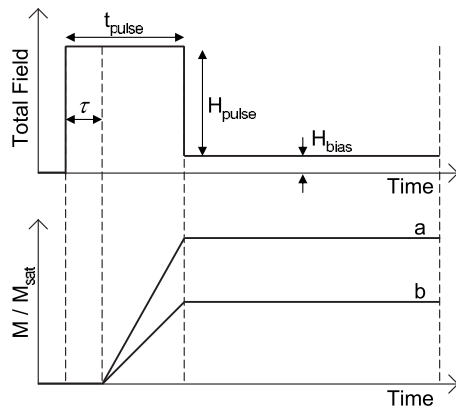 t_pulse
Total Field
τ
H_pulse
H_bias
Time
M / M_sat
a
b
Time